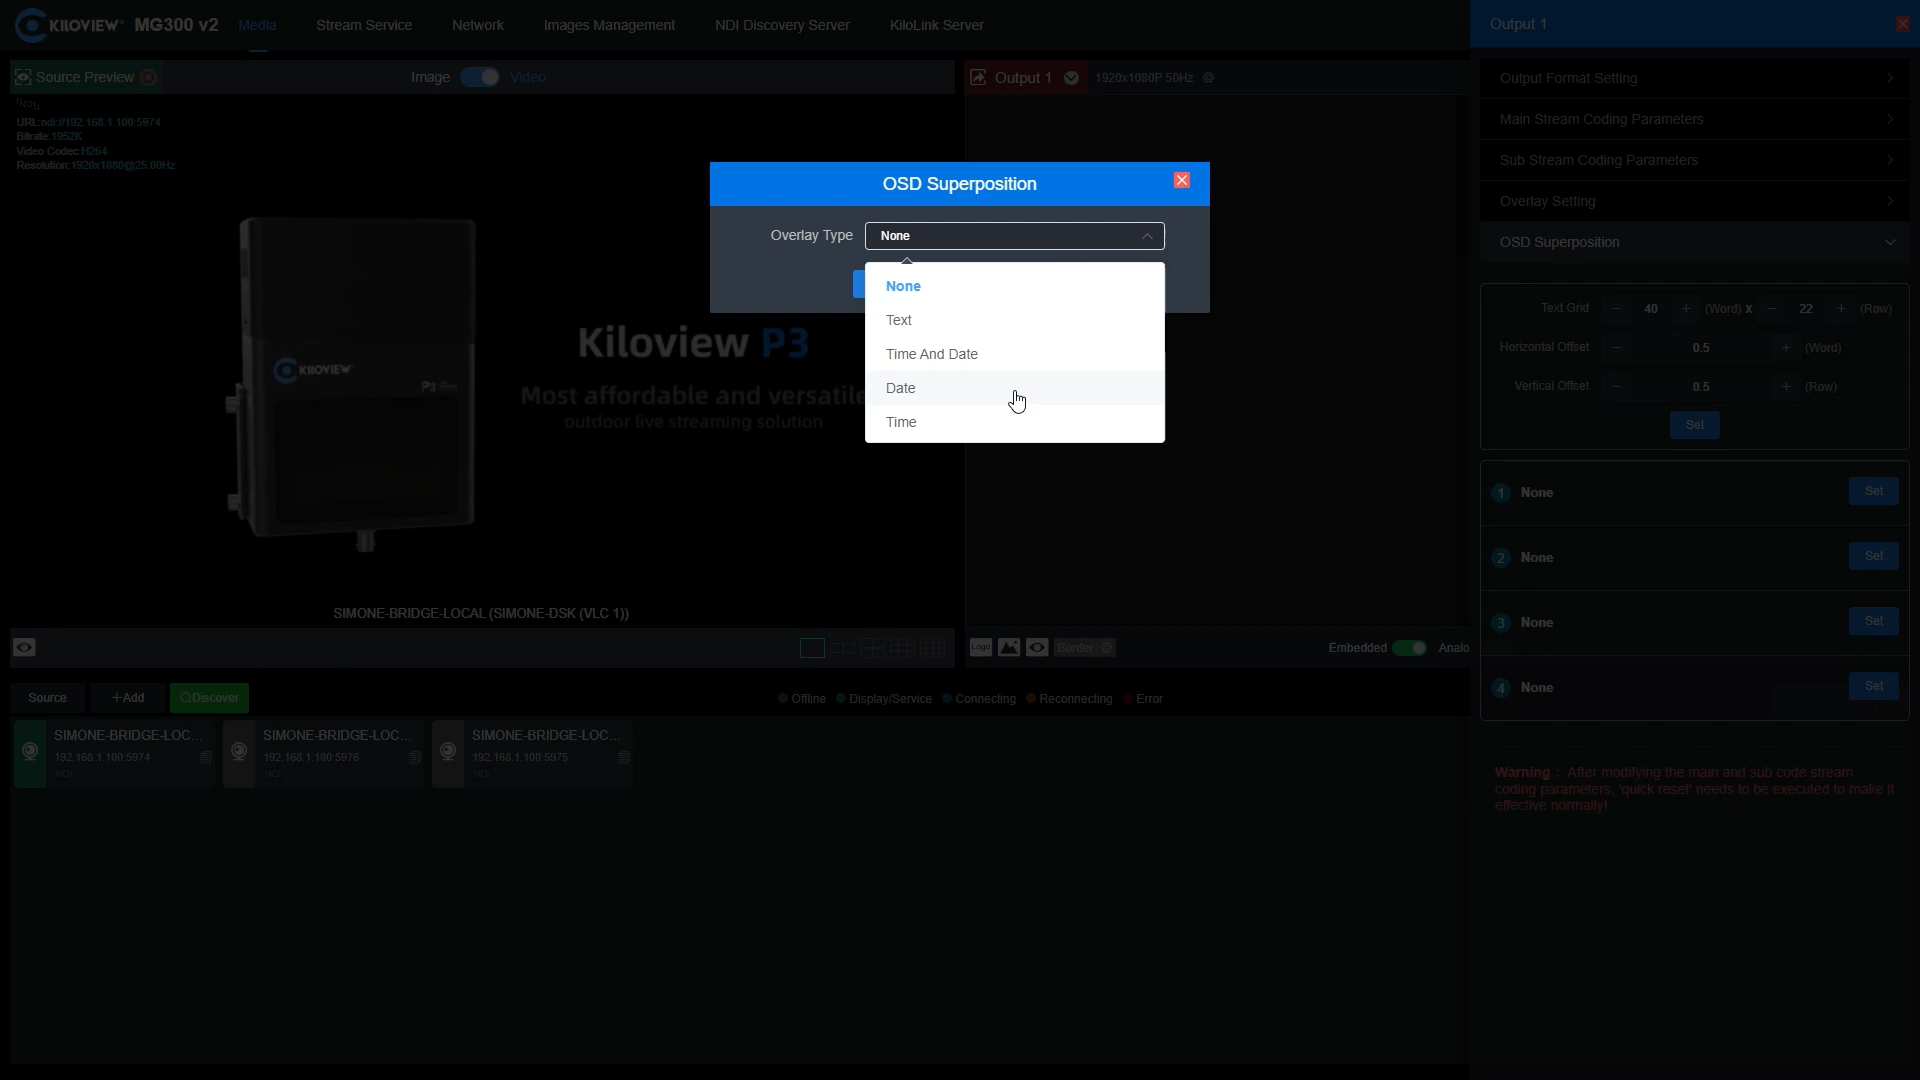 KILOVIEW MG300 v2 Media Stream Service Network Images Management NDI Discovery Server KiloLink Server
Output 1
Source Preview
Image Video
Output 1 1920x1080P 50Hz
「NDI」
URL:ndi://192.168.1.100:5974
Bitrate:1952K
Video Codec:H264
Resolution:1920x1080@25.00Hz
KILOVIEW
P3
Kiloview P3
Most affordable and versatile
outdoor live streaming solution
SIMONE-BRIDGE-LOCAL (SIMONE-DSK (VLC 1))
OSD Superposition
Overlay Type None
None
Text
Time And Date
Date
Time
Output Format Setting
Main Stream Coding Parameters
Sub Stream Coding Parameters
Overlay Setting
OSD Superposition
Text Grid − 40 + (Word) X − 22 + (Row)
Horizontal Offset − 0.5 + (Word)
Vertical Offset − 0.5 + (Row)
Set
1 None Set
2 None Set
3 None Set
4 None Set
Logo Border Embedded Analo
Source +Add Discover
Offline Display/Service Connecting Reconnecting Error
SIMONE-BRIDGE-LOC...
192.168.1.100:5974
NDI
SIMONE-BRIDGE-LOC...
192.168.1.100:5976
NDI
SIMONE-BRIDGE-LOC...
192.168.1.100:5975
NDI
Warning : After modifying the main and sub code stream
coding parameters, 'quick reset' needs to be executed to make it
effective normally!